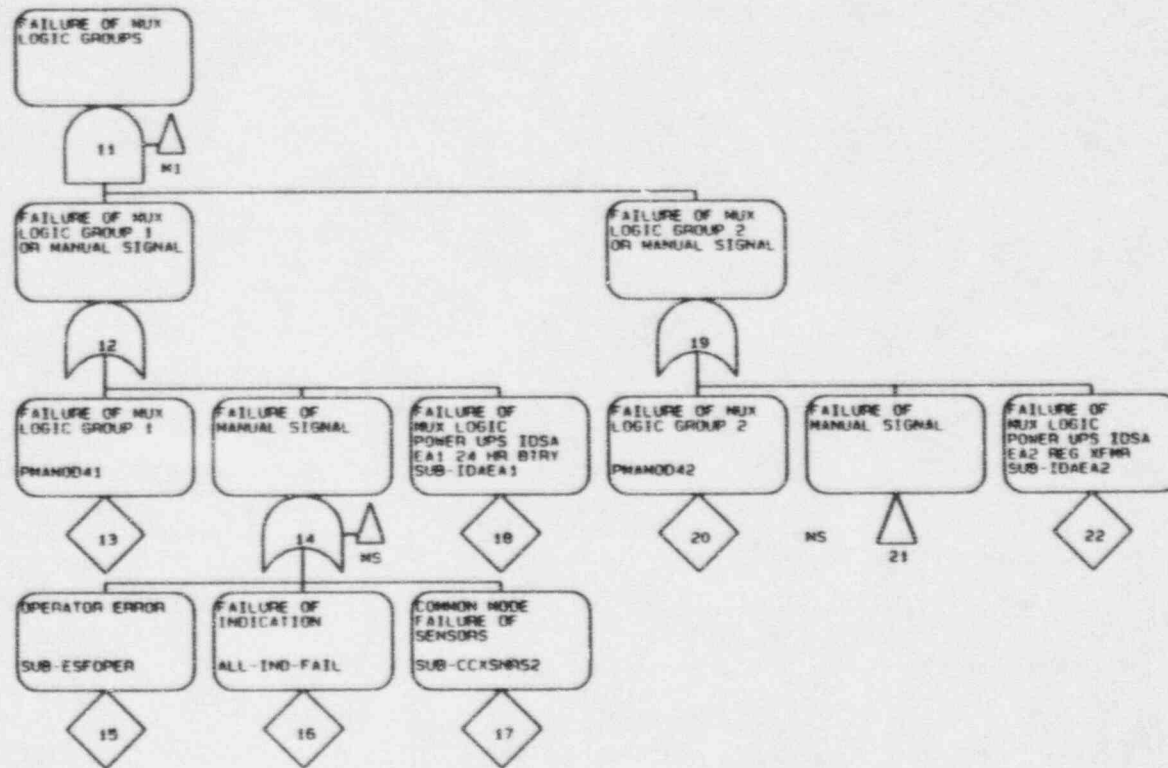 FAILURE OF MUX
LOGIC GROUPS
11
M1
FAILURE OF MUX
LOGIC GROUP 1
OR MANUAL SIGNAL
FAILURE OF MUX
LOGIC GROUP 2
OR MANUAL SIGNAL
12
19
FAILURE OF MUX
LOGIC GROUP 1
PMAMOD41
FAILURE OF
MANUAL SIGNAL
FAILURE OF
MUX LOGIC
POWER UPS IDSA
EA1 24 HR BTRY
SUB-IDAEA1
FAILURE OF MUX
LOGIC GROUP 2
PMAMOD42
FAILURE OF
MANUAL SIGNAL
FAILURE OF
MUX LOGIC
POWER UPS IDSA
EA2 REG XFMR
SUB-IDAEA2
13
14
MS
18
20
MS
21
22
OPERATOR ERROR
SUB-ESFOPER
FAILURE OF
INDICATION
ALL-IND-FAIL
COMMON MODE
FAILURE OF
SENSORS
15
16
17